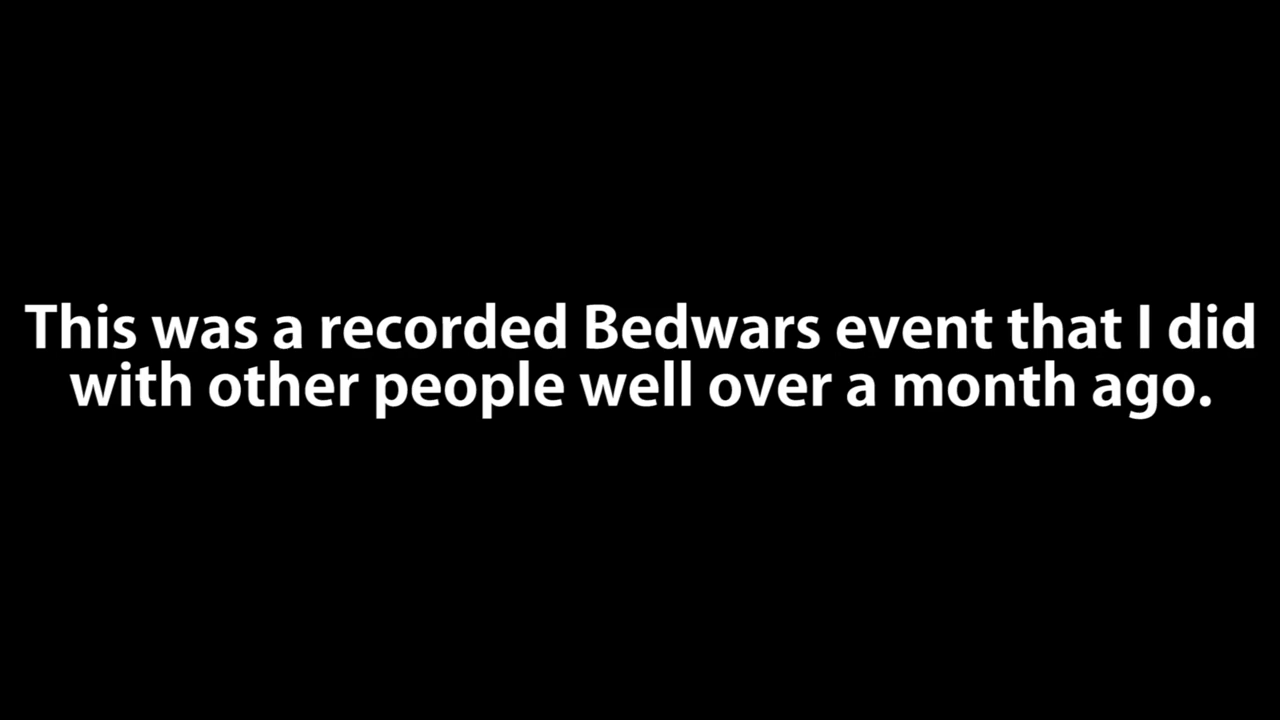 This was a recorded Bedwars event that I did
with other people well over a month ago.